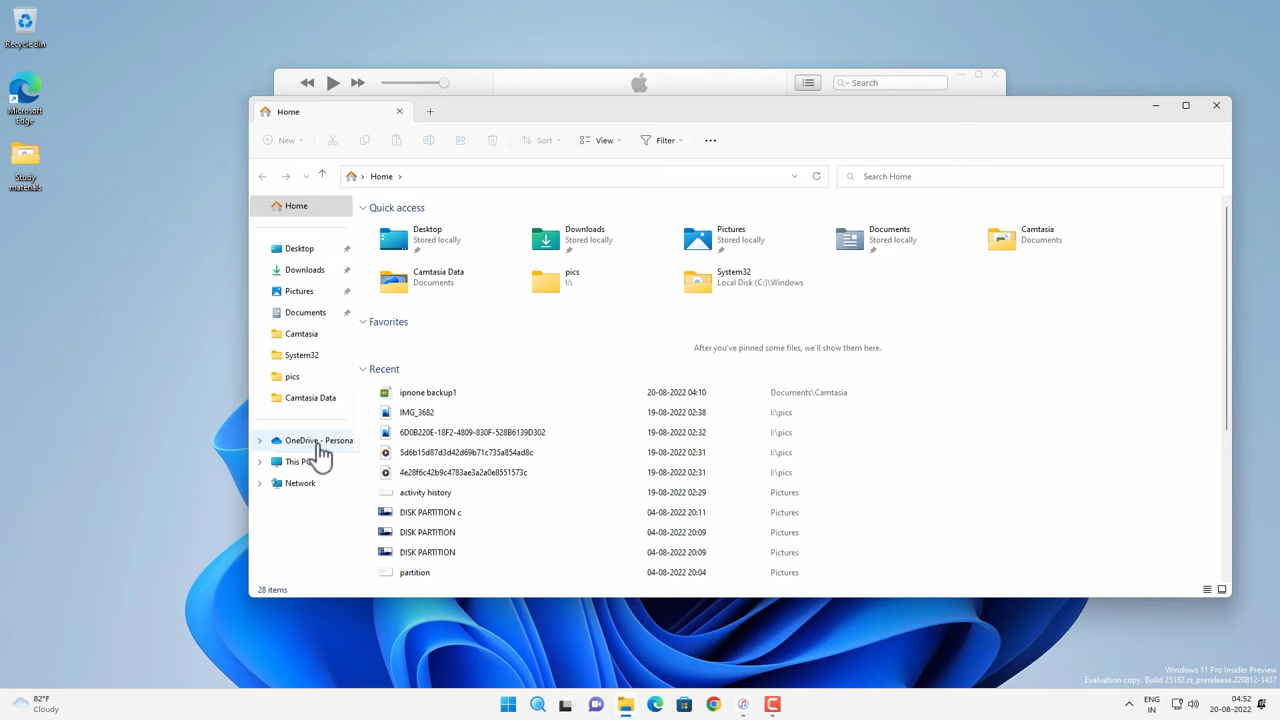 Recycle Bin
Microsoft
Edge
Study
materials
Search
Home
New
Sort
View
Filter
Home
Search Home
Home
Desktop
Downloads
Pictures
Documents
Camtasia
System32
pics
Camtasia Data
OneDrive - Persona
This PC
Network
Quick access
Desktop
Stored locally
Downloads
Stored locally
Pictures
Stored locally
Documents
Stored locally
Camtasia
Documents
Camtasia Data
Documents
pics
I:\
System32
Local Disk (C:)\Windows
Favorites
After you've pinned some files, we'll show them here.
Recent
ipnone backup1 20-08-2022 04:10 Documents\Camtasia
IMG_3682 19-08-2022 02:38 I:\pics
6D0B220E-18F2-4809-830F-528B6139D302 19-08-2022 02:32 I:\pics
5d6b15d87d3d42d69b71c735a854ad8c 19-08-2022 02:31 I:\pics
4e28f6c42b9c4783ae3a2a0e8551573c 19-08-2022 02:31 I:\pics
activity history 19-08-2022 02:29 Pictures
DISK PARTITION c 04-08-2022 20:11 Pictures
DISK PARTITION 04-08-2022 20:09 Pictures
DISK PARTITION 04-08-2022 20:09 Pictures
partition 04-08-2022 20:04 Pictures
28 items
Windows 11 Pro Insider Preview
Evaluation copy. Build 25182.rs_prerelease.220812-1437
82°F
Cloudy
ENG
IN
04:52
20-08-2022